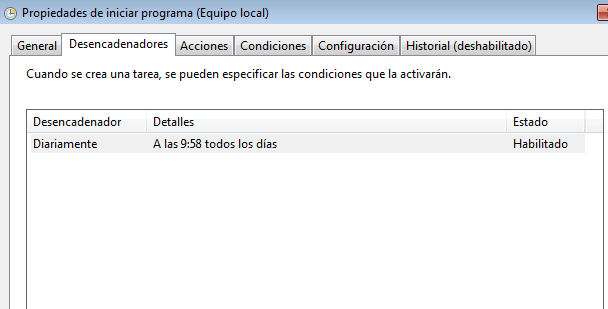 Propiedades de iniciar programa (Equipo local)
General Desencadenadores Acciones Condiciones Configuración Historial (deshabilitado)
Cuando se crea una tarea, se pueden especificar las condiciones que la activarán.
Desencadenador Detalles Estado
Diariamente A las 9:58 todos los días Habilitado